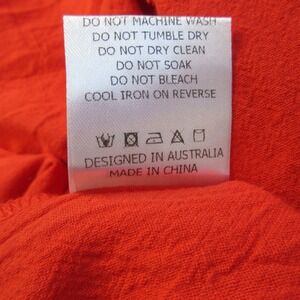 DO NOT MACHINE WASH
DO NOT TUMBLE DRY
DO NOT DRY CLEAN
DO NOT SOAK
DO NOT BLEACH
COOL IRON ON REVERSE
DESIGNED IN AUSTRALIA
MADE IN CHINA